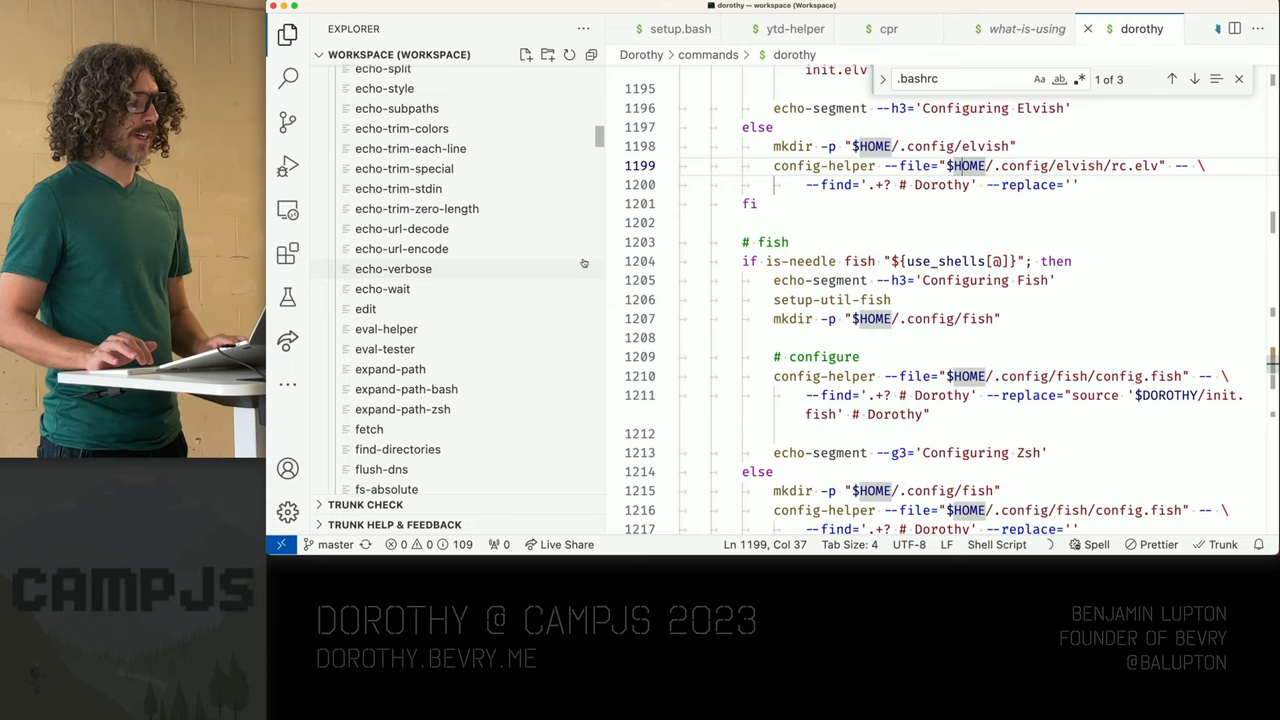 dorothy — workspace (Workspace)
EXPLORER
WORKSPACE (WORKSPACE)
echo-split
echo-style
echo-subpaths
echo-trim-colors
echo-trim-each-line
echo-trim-special
echo-trim-stdin
echo-trim-zero-length
echo-url-decode
echo-url-encode
echo-verbose
echo-wait
edit
eval-helper
eval-tester
expand-path
expand-path-bash
expand-path-zsh
fetch
find-directories
flush-dns
fs-absolute
TRUNK CHECK
TRUNK HELP & FEEDBACK
$ setup.bash
$ ytd-helper
$ cpr
$ what-is-using
$ dorothy
Dorothy › commands › $ dorothy
.bashrc
Aa ab .* 1 of 3
init.elv
1195
1196 echo-segment --h3='Configuring Elvish'
1197 else
1198 mkdir -p "$HOME/.config/elvish"
1199 config-helper --file="$HOME/.config/elvish/rc.elv" -- \
1200 --find='.+? # Dorothy' --replace=''
1201 fi
1202
1203 # fish
1204 if is-needle fish "${use_shells[@]}"; then
1205 echo-segment --h3='Configuring Fish'
1206 setup-util-fish
1207 mkdir -p "$HOME/.config/fish"
1208
1209 # configure
1210 config-helper --file="$HOME/.config/fish/config.fish" -- \
1211 --find='.+? # Dorothy' --replace="source '$DOROTHY/init.
fish' # Dorothy"
1212
1213 echo-segment --g3='Configuring Zsh'
1214 else
1215 mkdir -p "$HOME/.config/fish"
1216 config-helper --file="$HOME/.config/fish/config.fish" -- \
1217 --find='.+? # Dorothy' --replace=''
master 0 0 109 0 Live Share Ln 1199, Col 37 Tab Size: 4 UTF-8 LF Shell Script Spell Prettier Trunk
CAMPJS
DOROTHY @ CAMPJS 2023
DOROTHY.BEVRY.ME
BENJAMIN LUPTON
FOUNDER OF BEVRY
@BALUPTON